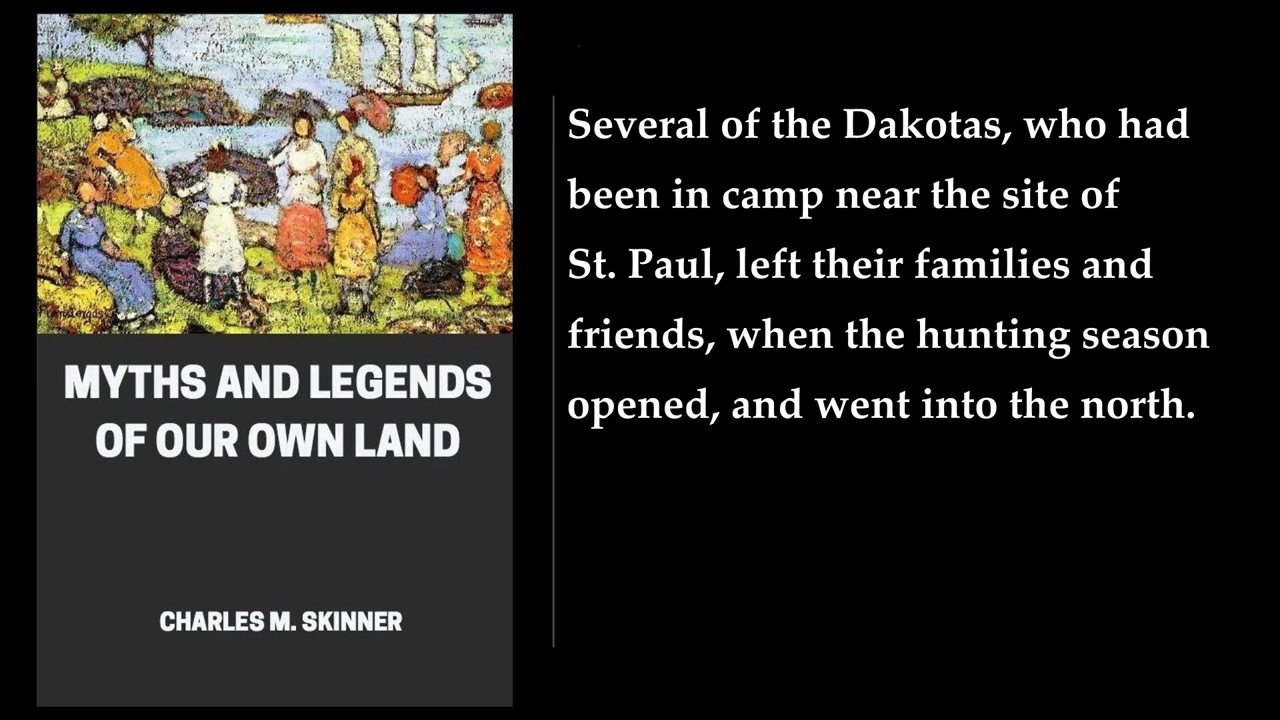 MYTHS AND LEGENDS
OF OUR OWN LAND
CHARLES M. SKINNER
Several of the Dakotas, who had
been in camp near the site of
St. Paul, left their families and
friends, when the hunting season
opened, and went into the north.